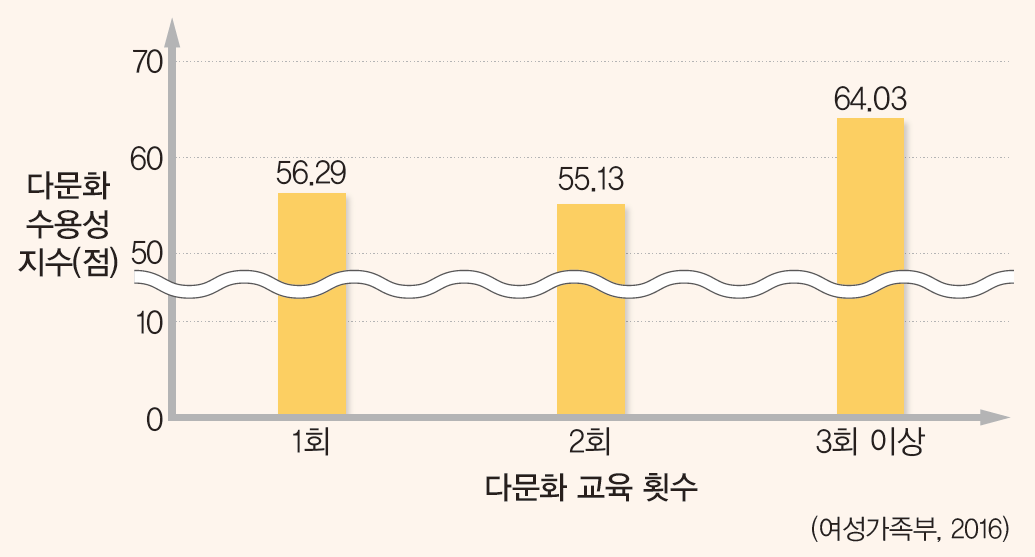 70
64.03
60
56.29
55.13
다문화
수용성
지수(점)
50
10
0
1회
2회
3회 이상
다문화 교육 횟수
(여성가족부, 2016)